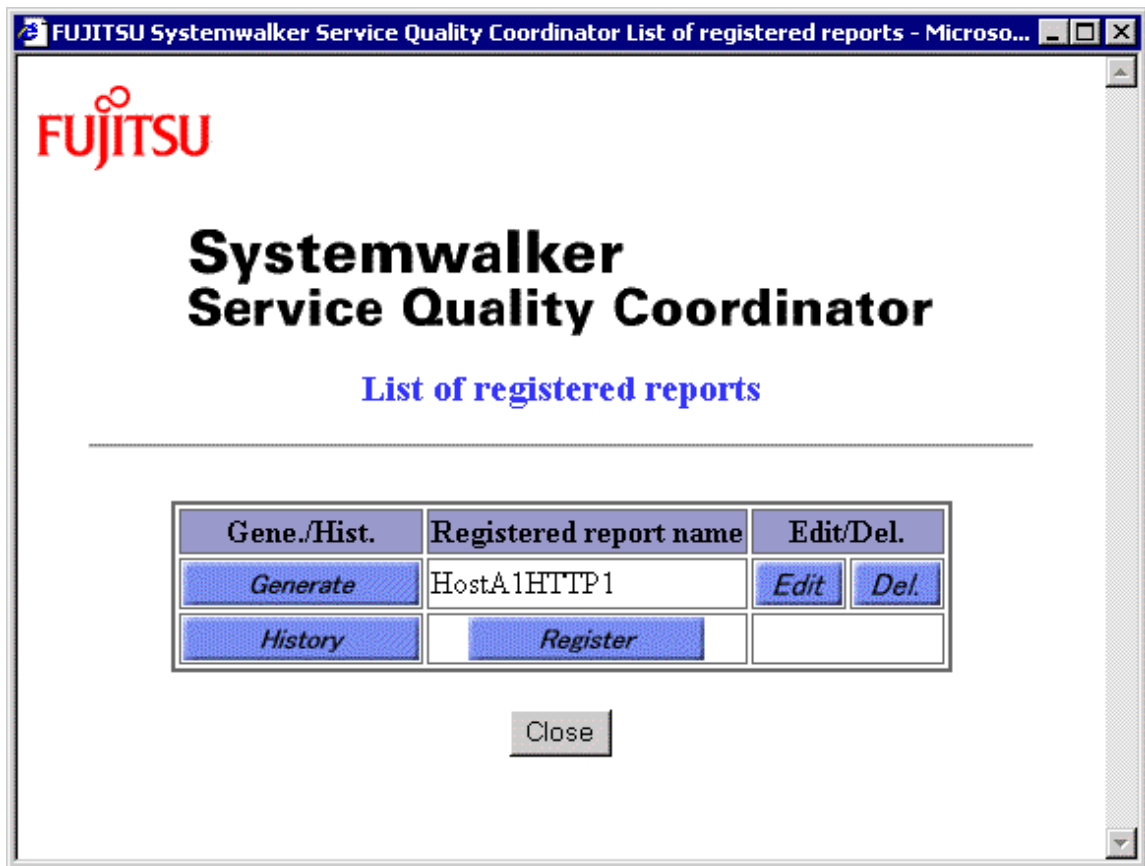 FUJITSU Systemwalker Service Quality Coordinator List of registered reports - Microso...
FUJITSU
Systemwalker
Service Quality Coordinator
List of registered reports
Gene./Hist. Registered report name Edit/Del.
Generate HostA1HTTP1 Edit Del.
History Register
Close